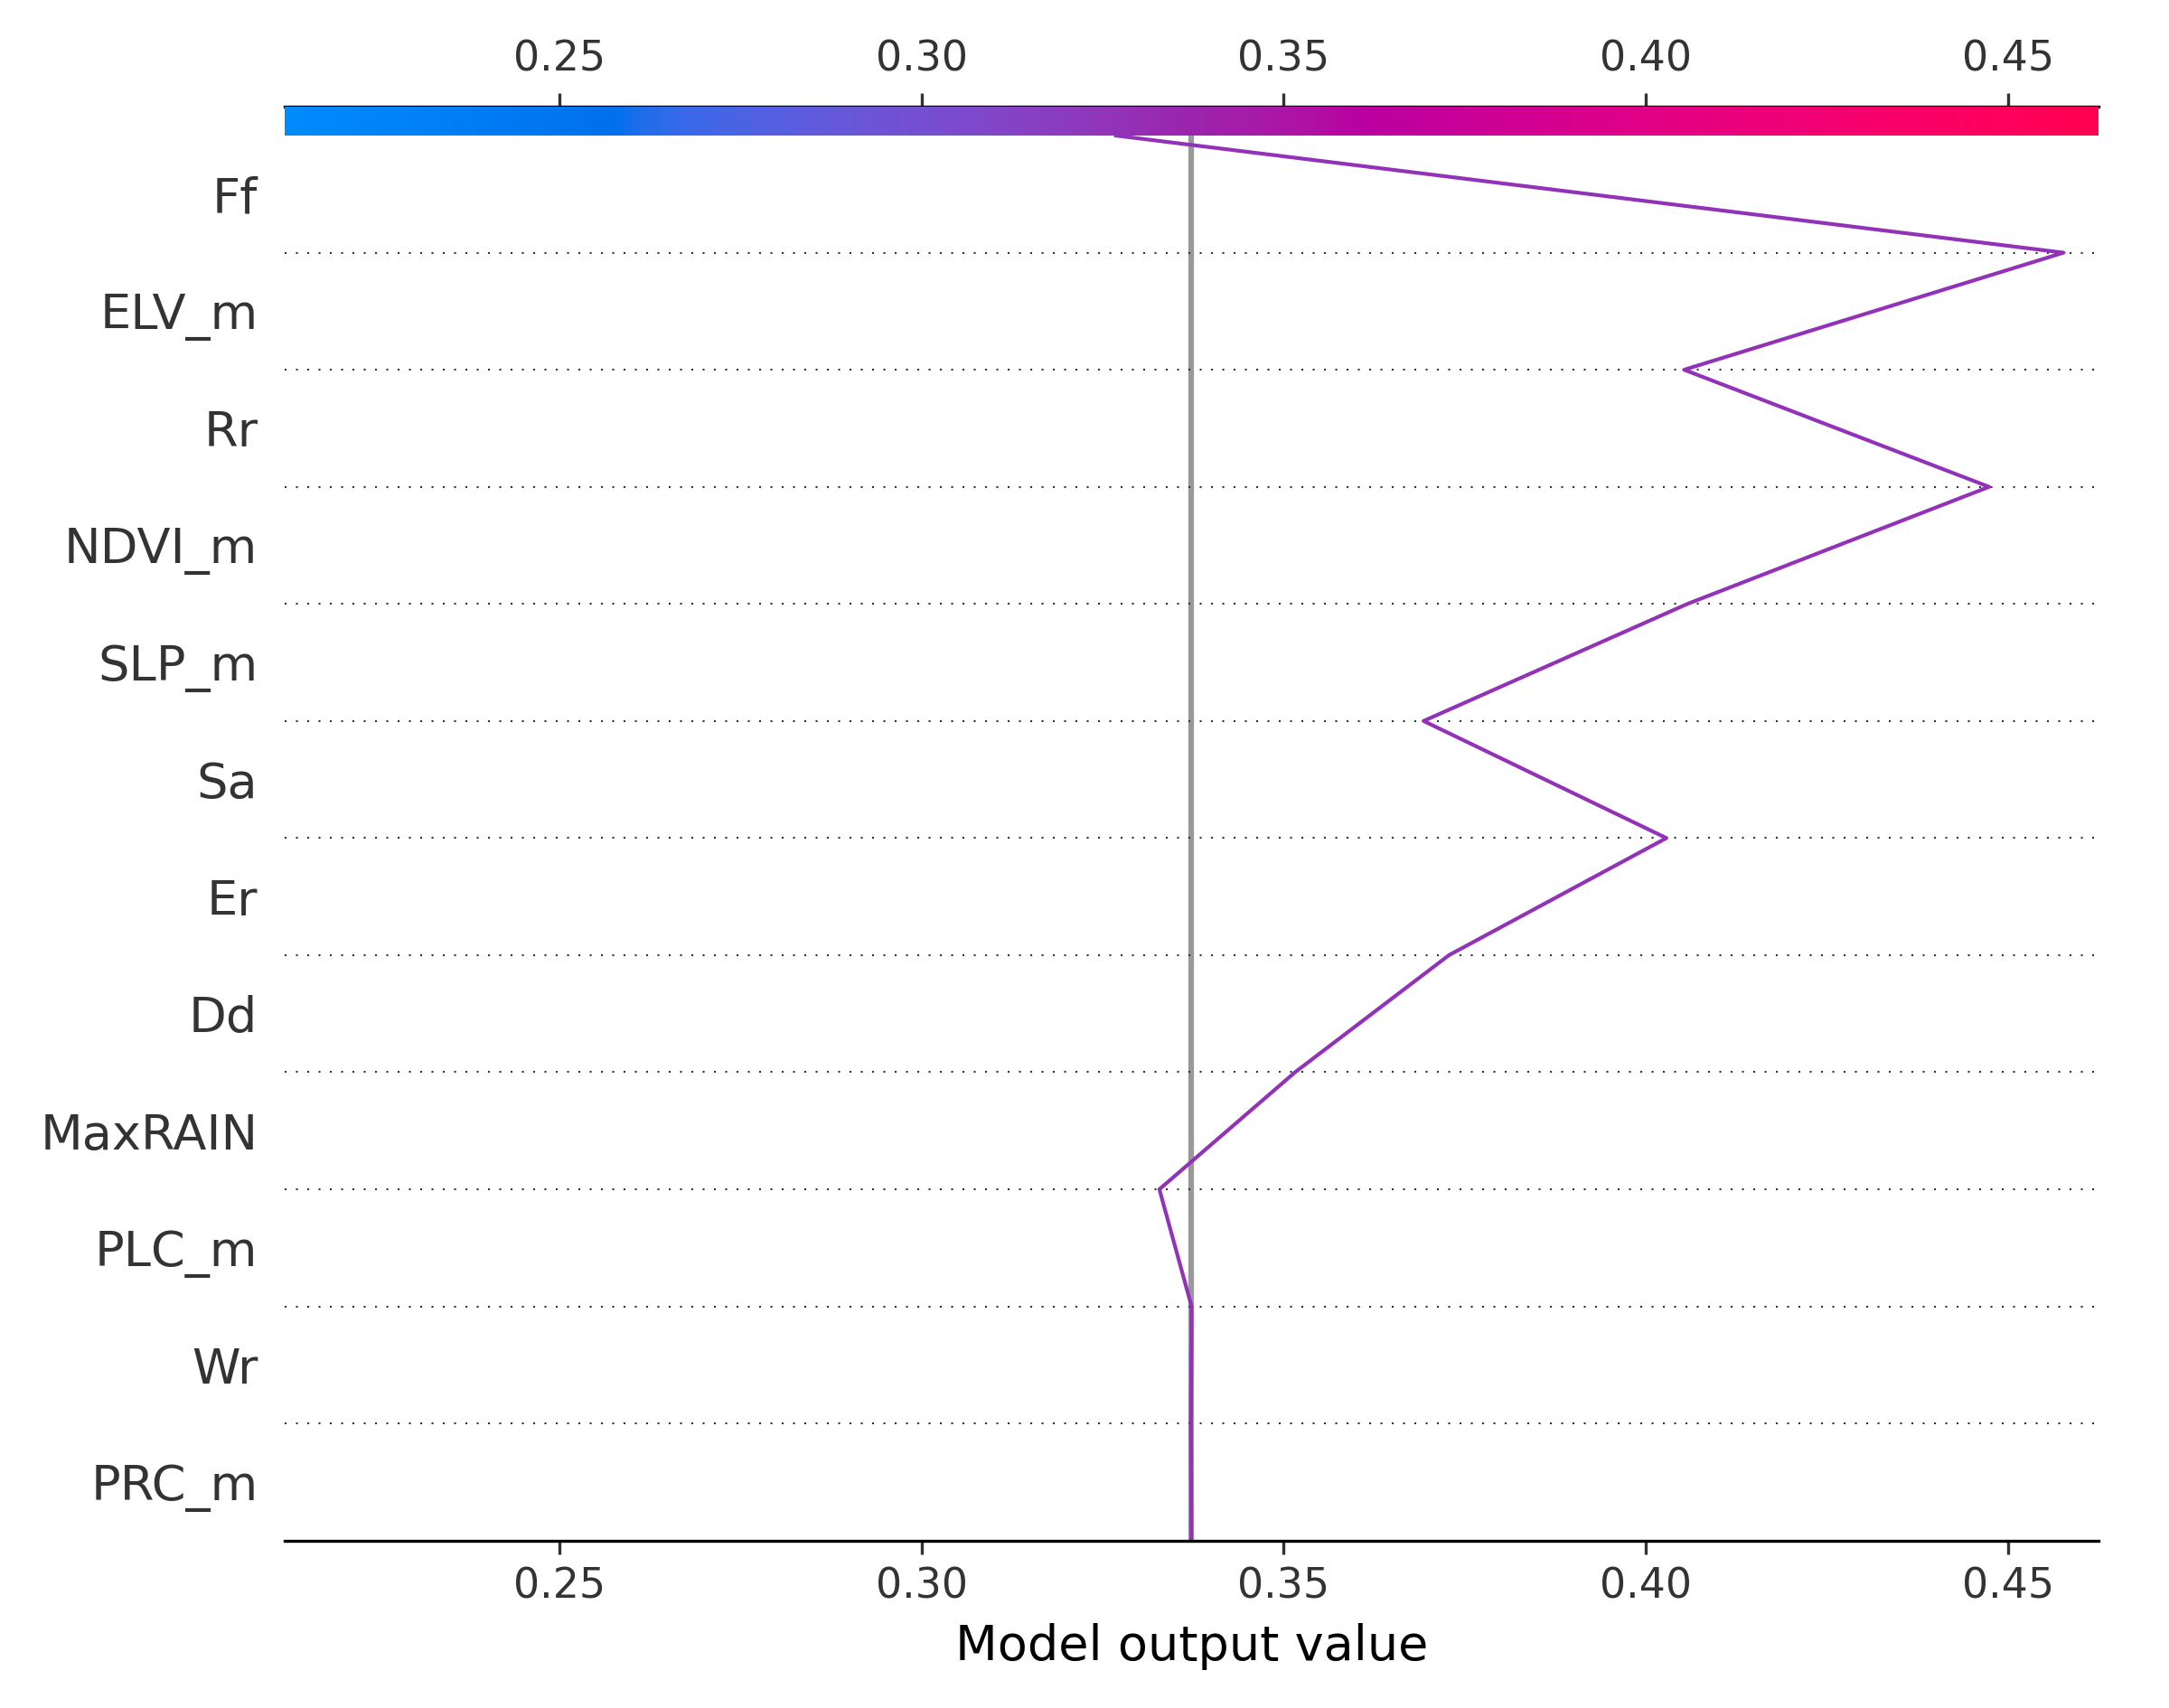 0.25 0.30 0.35 0.40 0.45
Ff
ELV_m
Rr
NDVI_m
SLP_m
Sa
Er
Dd
MaxRAIN
PLC_m
Wr
PRC_m
0.25 0.30 0.35 0.40 0.45
Model output value